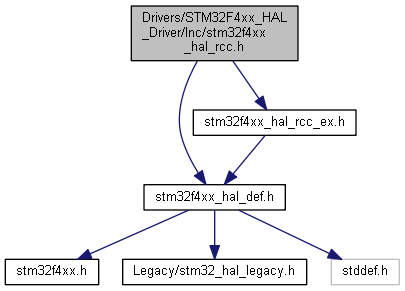 Drivers/STM32F4xx_HAL
_Driver/Inc/stm32f4xx
_hal_rcc.h
stm32f4xx_hal_rcc_ex.h
stm32f4xx_hal_def.h
stm32f4xx.h
Legacy/stm32_hal_legacy.h
stddef.h